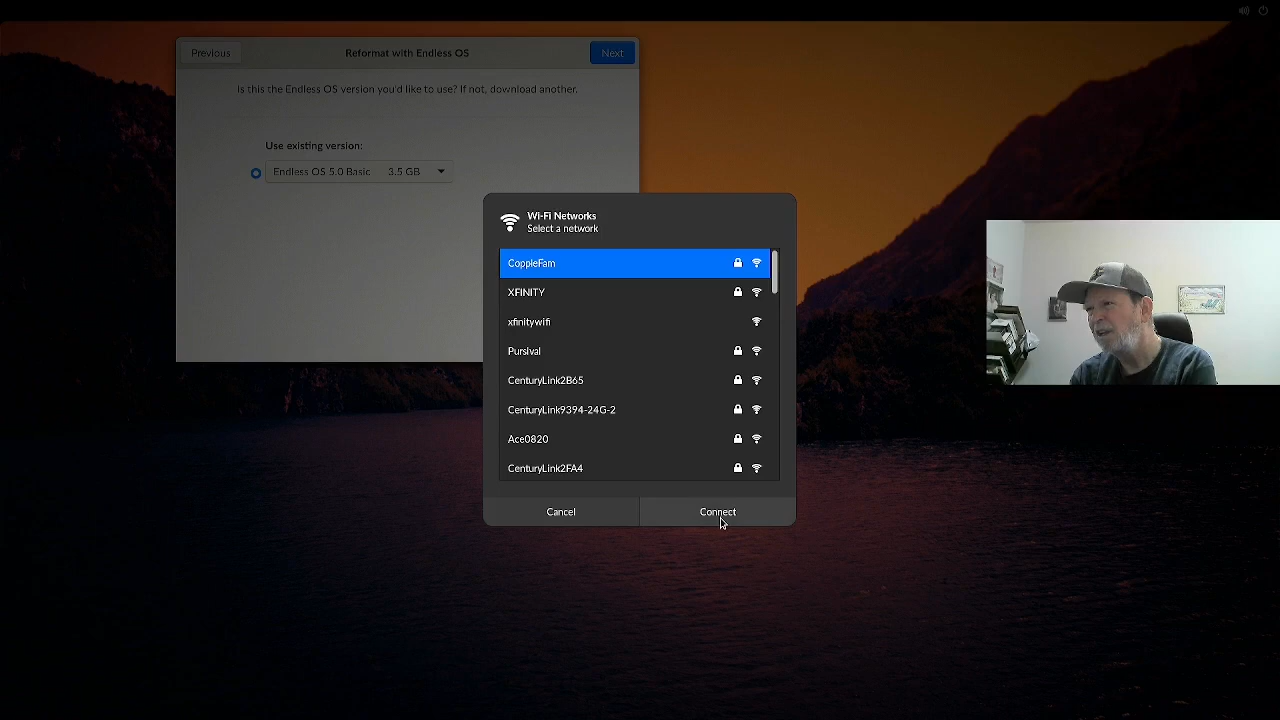 Previous
Reformat with Endless OS
Next
Is this the Endless OS version you'd like to use? If not, download another.
Use existing version:
Endless OS 5.0 Basic 3.5 GB
Wi-Fi Networks
Select a network
CoppleFam
XFINITY
xfinitywifi
Pursival
CenturyLink2B65
CenturyLink9394-24G-2
Ace0820
CenturyLink2FA4
Cancel
Connect